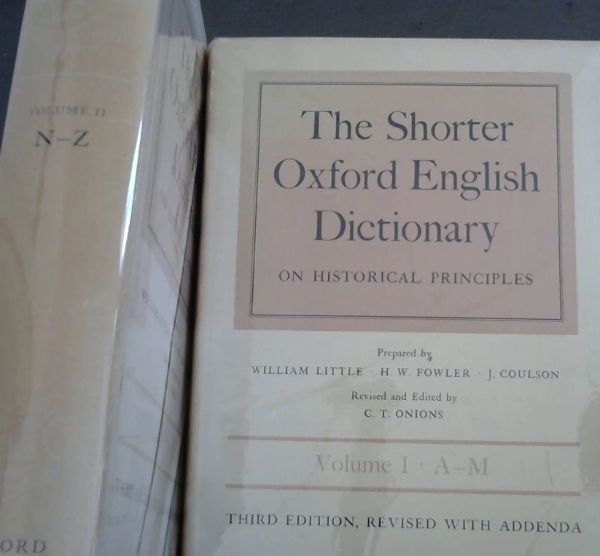 VOLUME II
N–Z
ORD
The Shorter
Oxford English
Dictionary
ON HISTORICAL PRINCIPLES
Prepared by
WILLIAM LITTLE · H. W. FOWLER · J. COULSON
Revised and Edited by
C. T. ONIONS
Volume I · A–M
THIRD EDITION, REVISED WITH ADDENDA